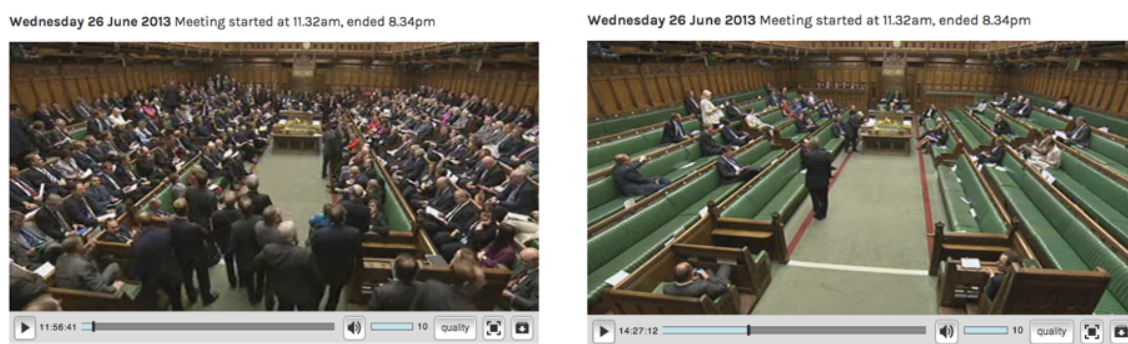 Wednesday 26 June 2013 Meeting started at 11.32am, ended 8.34pm
11:56:41
10
quality
Wednesday 26 June 2013 Meeting started at 11.32am, ended 8.34pm
14:27:12
10
quality